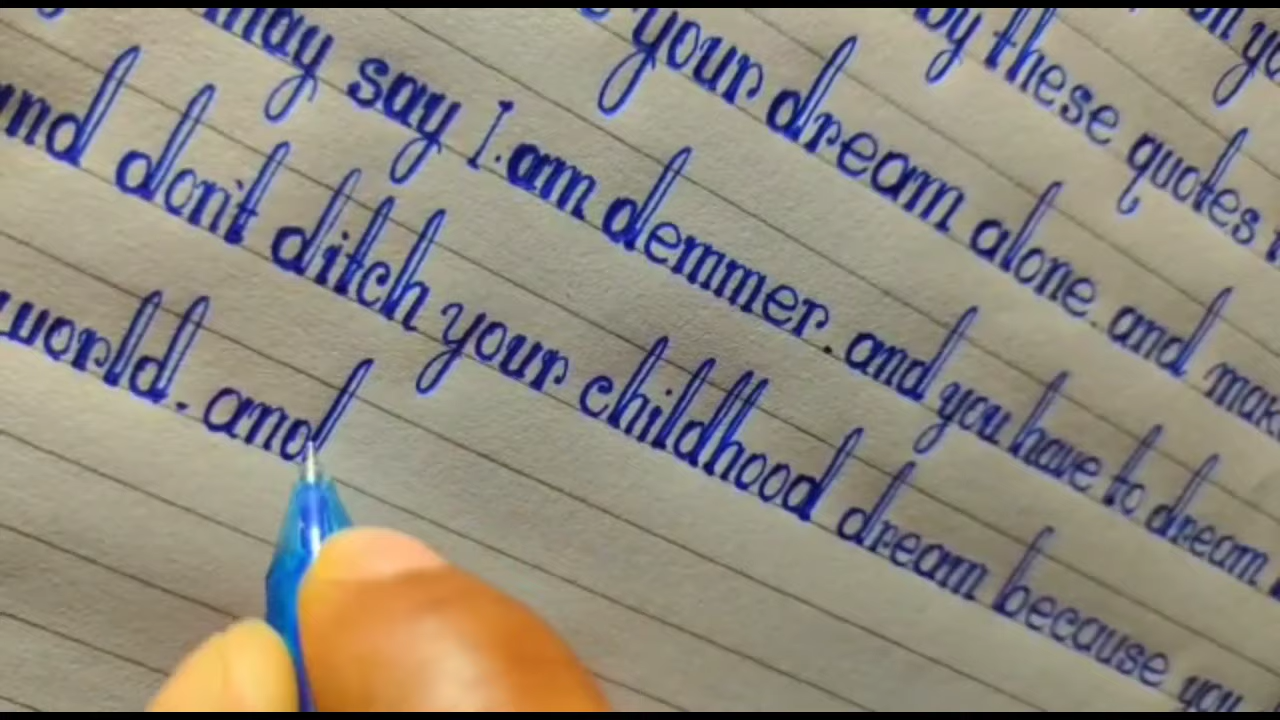 by these quotes
your dream alone. and
may say I.am demmer. and you have to dream
and don't ditch your childhood dream because you
world. and